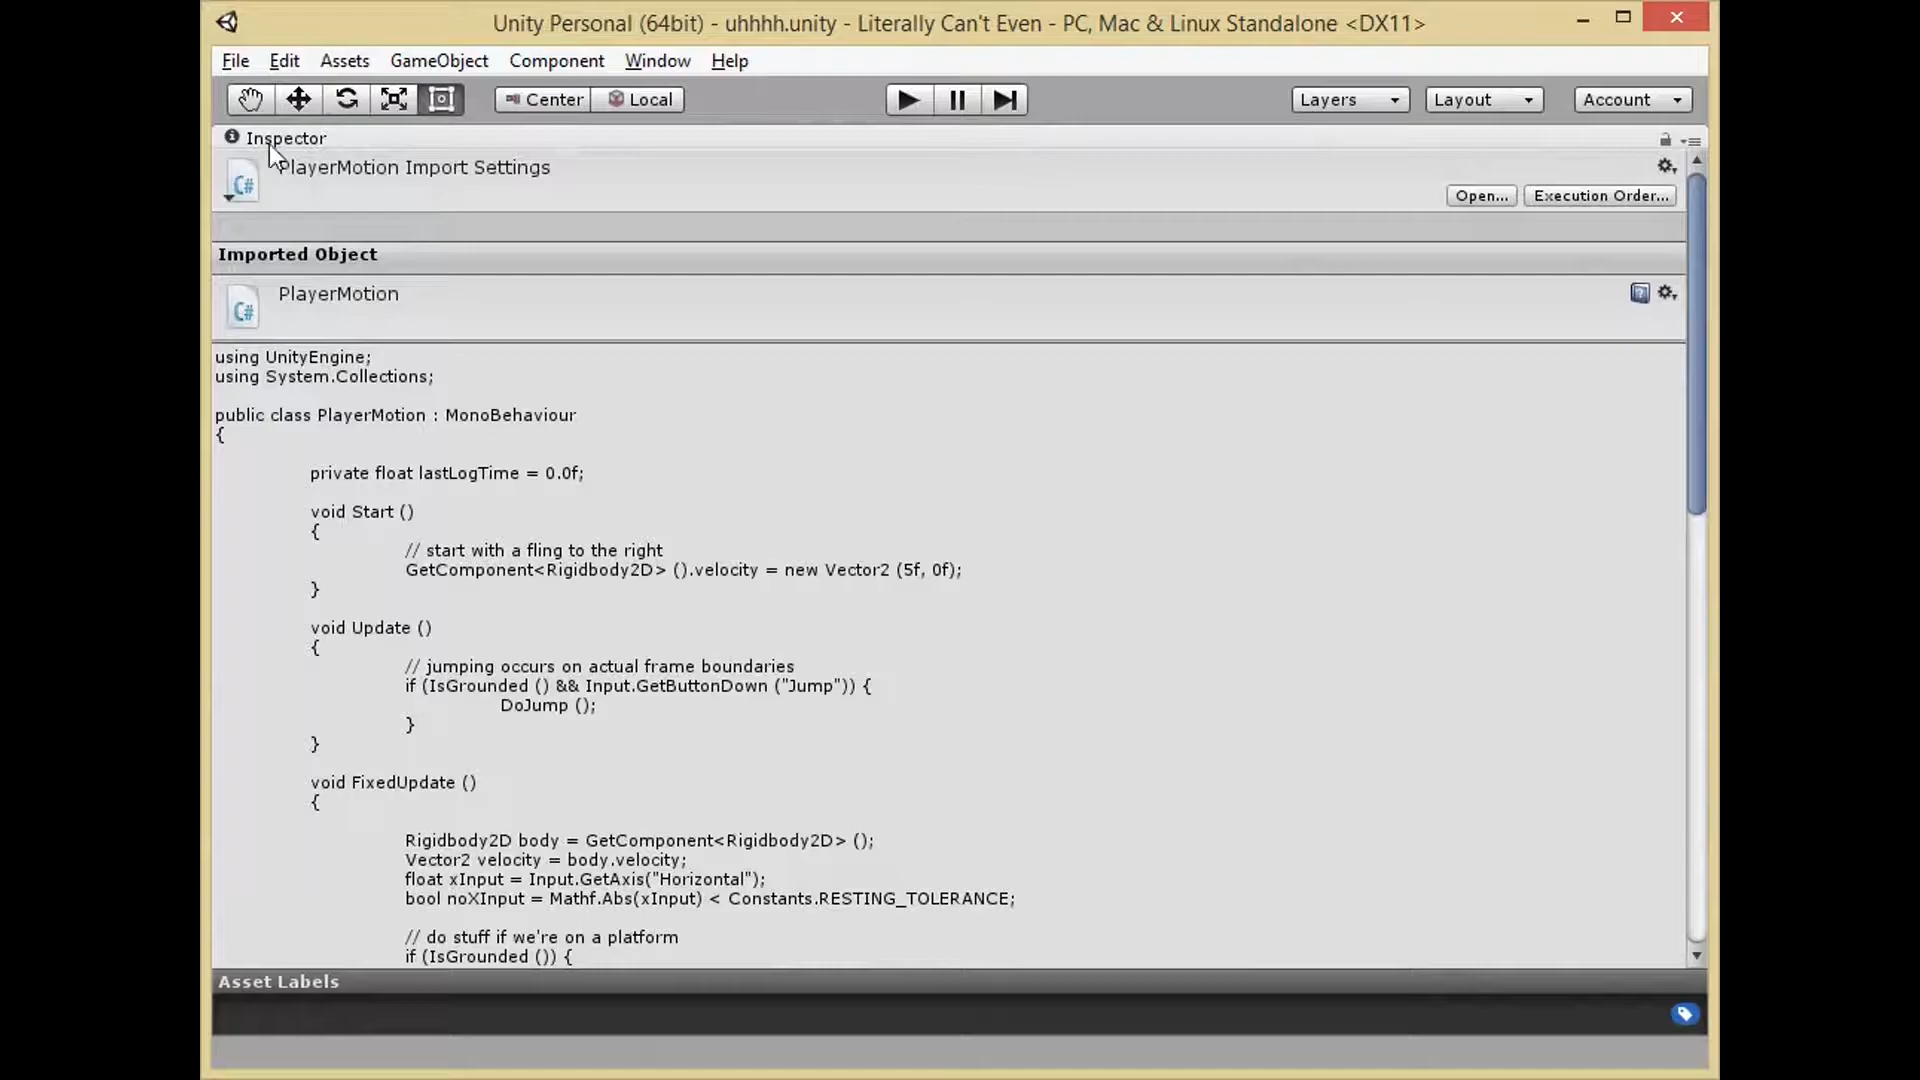 Unity Personal (64bit) - uhhhh.unity - Literally Can't Even - PC, Mac & Linux Standalone <DX11>
File Edit Assets GameObject Component Window Help
Center Local Layers Layout Account
Inspector
PlayerMotion Import Settings
C#
Open... Execution Order...
Imported Object
PlayerMotion
C#
using UnityEngine;
using System.Collections;
public class PlayerMotion : MonoBehaviour
{
private float lastLogTime = 0.0f;
void Start ()
{
// start with a fling to the right
GetComponent<Rigidbody2D> ().velocity = new Vector2 (5f, 0f);
}
void Update ()
{
// jumping occurs on actual frame boundaries
if (IsGrounded () && Input.GetButtonDown ("Jump")) {
DoJump ();
}
}
void FixedUpdate ()
{
Rigidbody2D body = GetComponent<Rigidbody2D> ();
Vector2 velocity = body.velocity;
float xInput = Input.GetAxis("Horizontal");
bool noXInput = Mathf.Abs(xInput) < Constants.RESTING_TOLERANCE;
// do stuff if we're on a platform
if (IsGrounded ()) {
Asset Labels